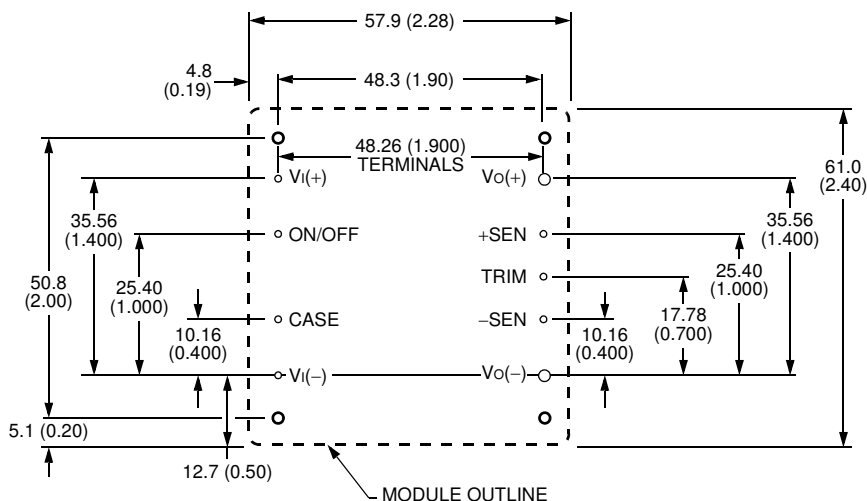 57.9 (2.28)
4.8
(0.19)
48.3 (1.90)
48.26 (1.900)
TERMINALS
VI(+)
VO(+)
61.0
(2.40)
35.56
(1.400)
35.56
(1.400)
ON/OFF
+SEN
50.8
(2.00)
25.40
(1.000)
TRIM
25.40
(1.000)
10.16
(0.400)
CASE
−SEN
10.16
(0.400)
17.78
(0.700)
VI(−)
VO(−)
5.1 (0.20)
12.7 (0.50)
MODULE OUTLINE